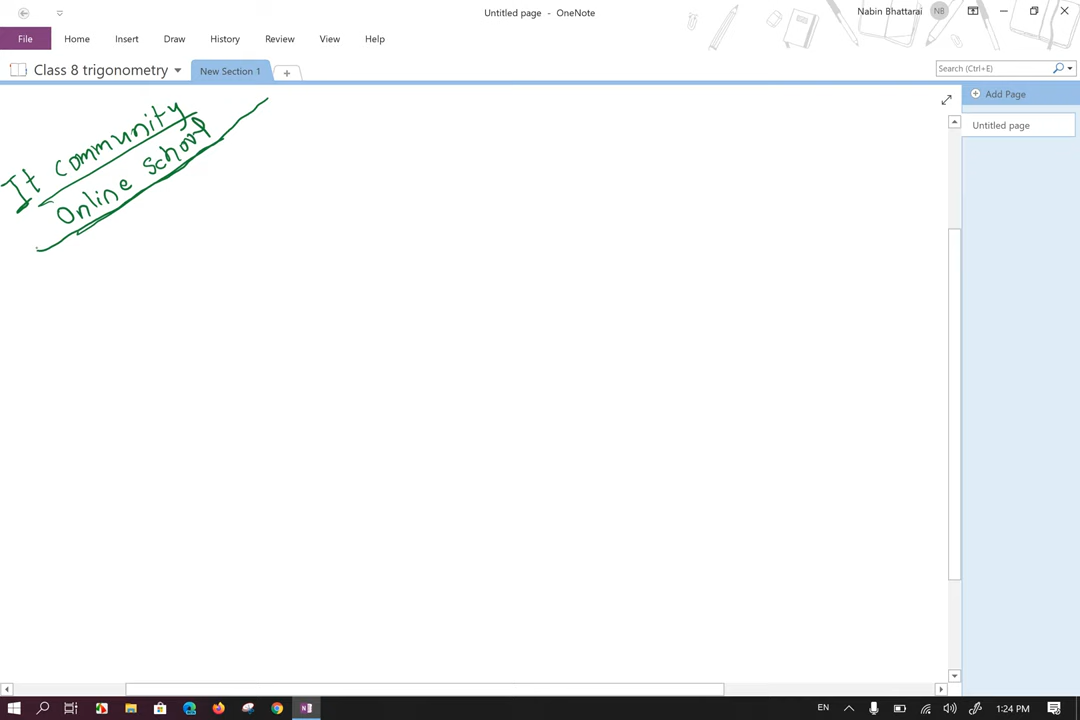 Untitled page - OneNote
Nabin Bhattarai
NB
File
Home
Insert
Draw
History
Review
View
Help
Class 8 trigonometry
New Section 1
Search (Ctrl+E)
Add Page
Untitled page
It community
Online School
EN
1:24 PM